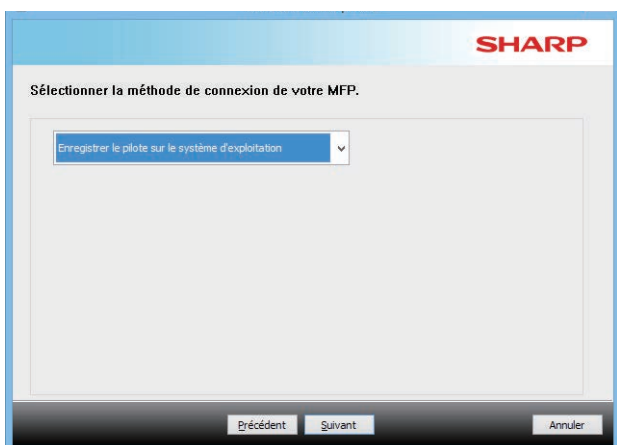 SHARP
Sélectionner la méthode de connexion de votre MFP.
Enregistrer le pilote sur le système d'exploitation
Précédent Suivant Annuler